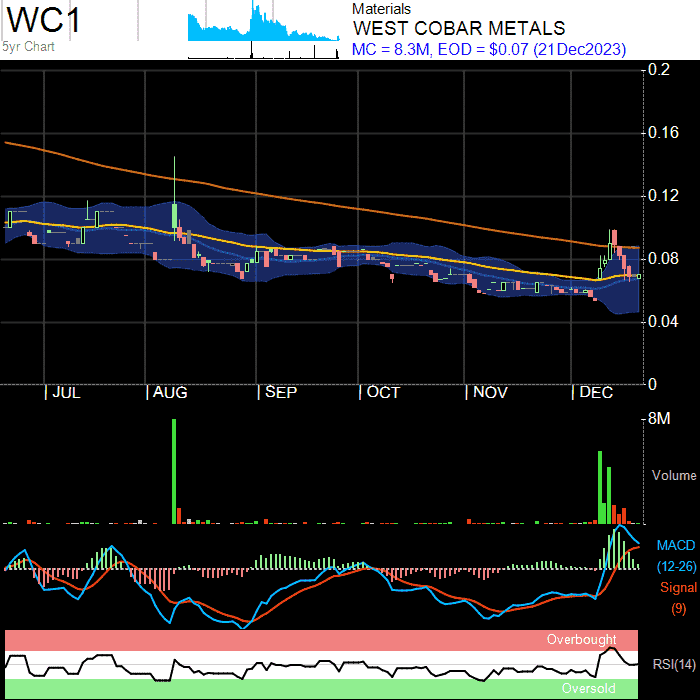 WC1
5yr Chart
Materials
WEST COBAR METALS
MC = 8.3M, EOD = $0.07 (21Dec2023)
0.2
0.16
0.12
0.08
0.04
0
JUL AUG SEP OCT NOV DEC
8M
Volume
MACD
(12-26)
Signal
(9)
Overbought
RSI(14)
Oversold